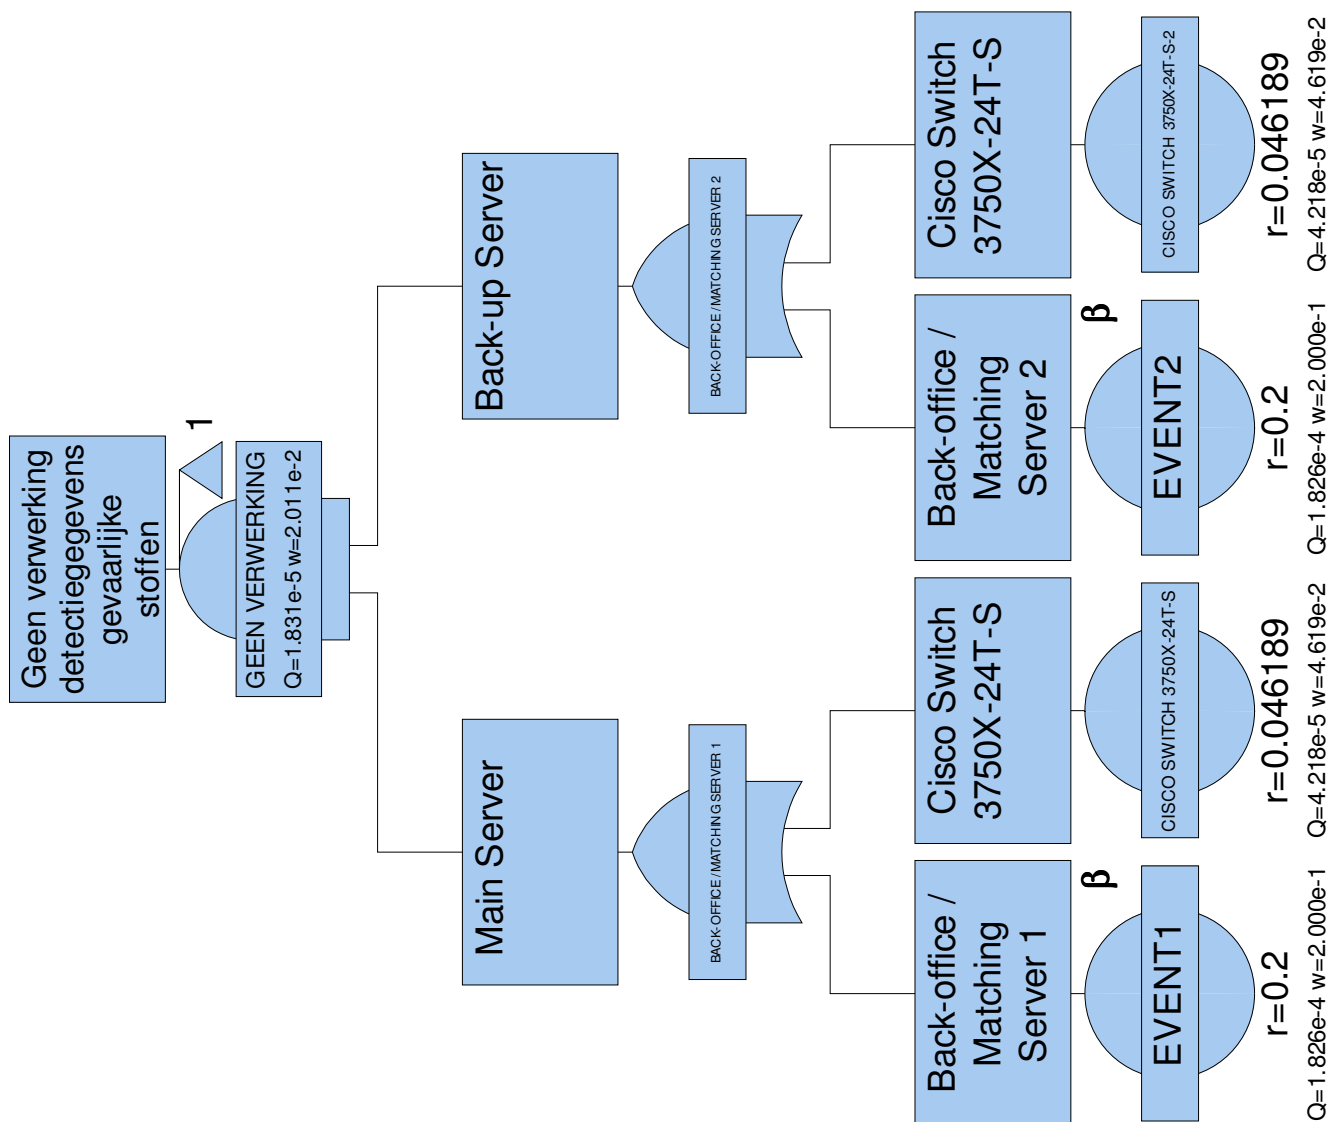 Geen verwerking
detectiegegevens
gevaarlijke
stoffen
1
GEEN VERWERKING
Q=1.831e-5 w=2.011e-2
Main Server
BACK-OFFICE / MATCHING SERVER 1
Back-up Server
BACK-OFFICE / MATCHING SERVER 2
Back-office /
Matching
Server 1
β
EVENT1
r=0.2
Q=1.826e-4 w=2.000e-1
Cisco Switch
3750X-24T-S
CISCO SWITCH 3750X-24T-S
r=0.046189
Q=4.218e-5 w=4.619e-2
Back-office /
Matching
Server 2
β
EVENT2
r=0.2
Q=1.826e-4 w=2.000e-1
Cisco Switch
3750X-24T-S
CISCO SWITCH 3750X-24T-S-2
r=0.046189
Q=4.218e-5 w=4.619e-2